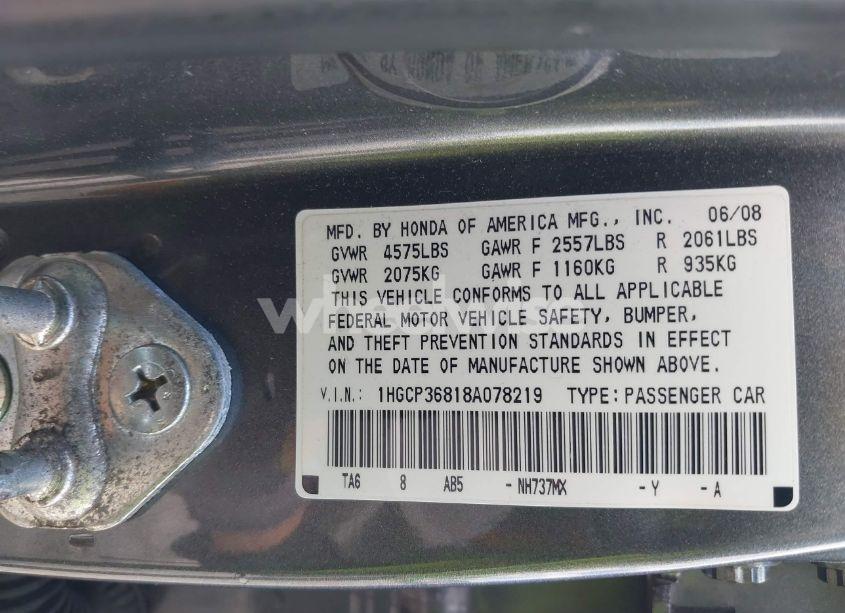 MFD. BY HONDA OF AMERICA MFG., INC. 06/08
GVWR 4575LBS GAWR F 2557LBS R 2061LBS
GVWR 2075KG GAWR F 1160KG R 935KG
THIS VEHICLE CONFORMS TO ALL APPLICABLE
FEDERAL MOTOR VEHICLE SAFETY, BUMPER,
AND THEFT PREVENTION STANDARDS IN EFFECT
ON THE DATE OF MANUFACTURE SHOWN ABOVE.
V.I.N.: 1HGCP36818A078219 TYPE: PASSENGER CAR
TA6 8 AB5 - NH737MX - Y - A